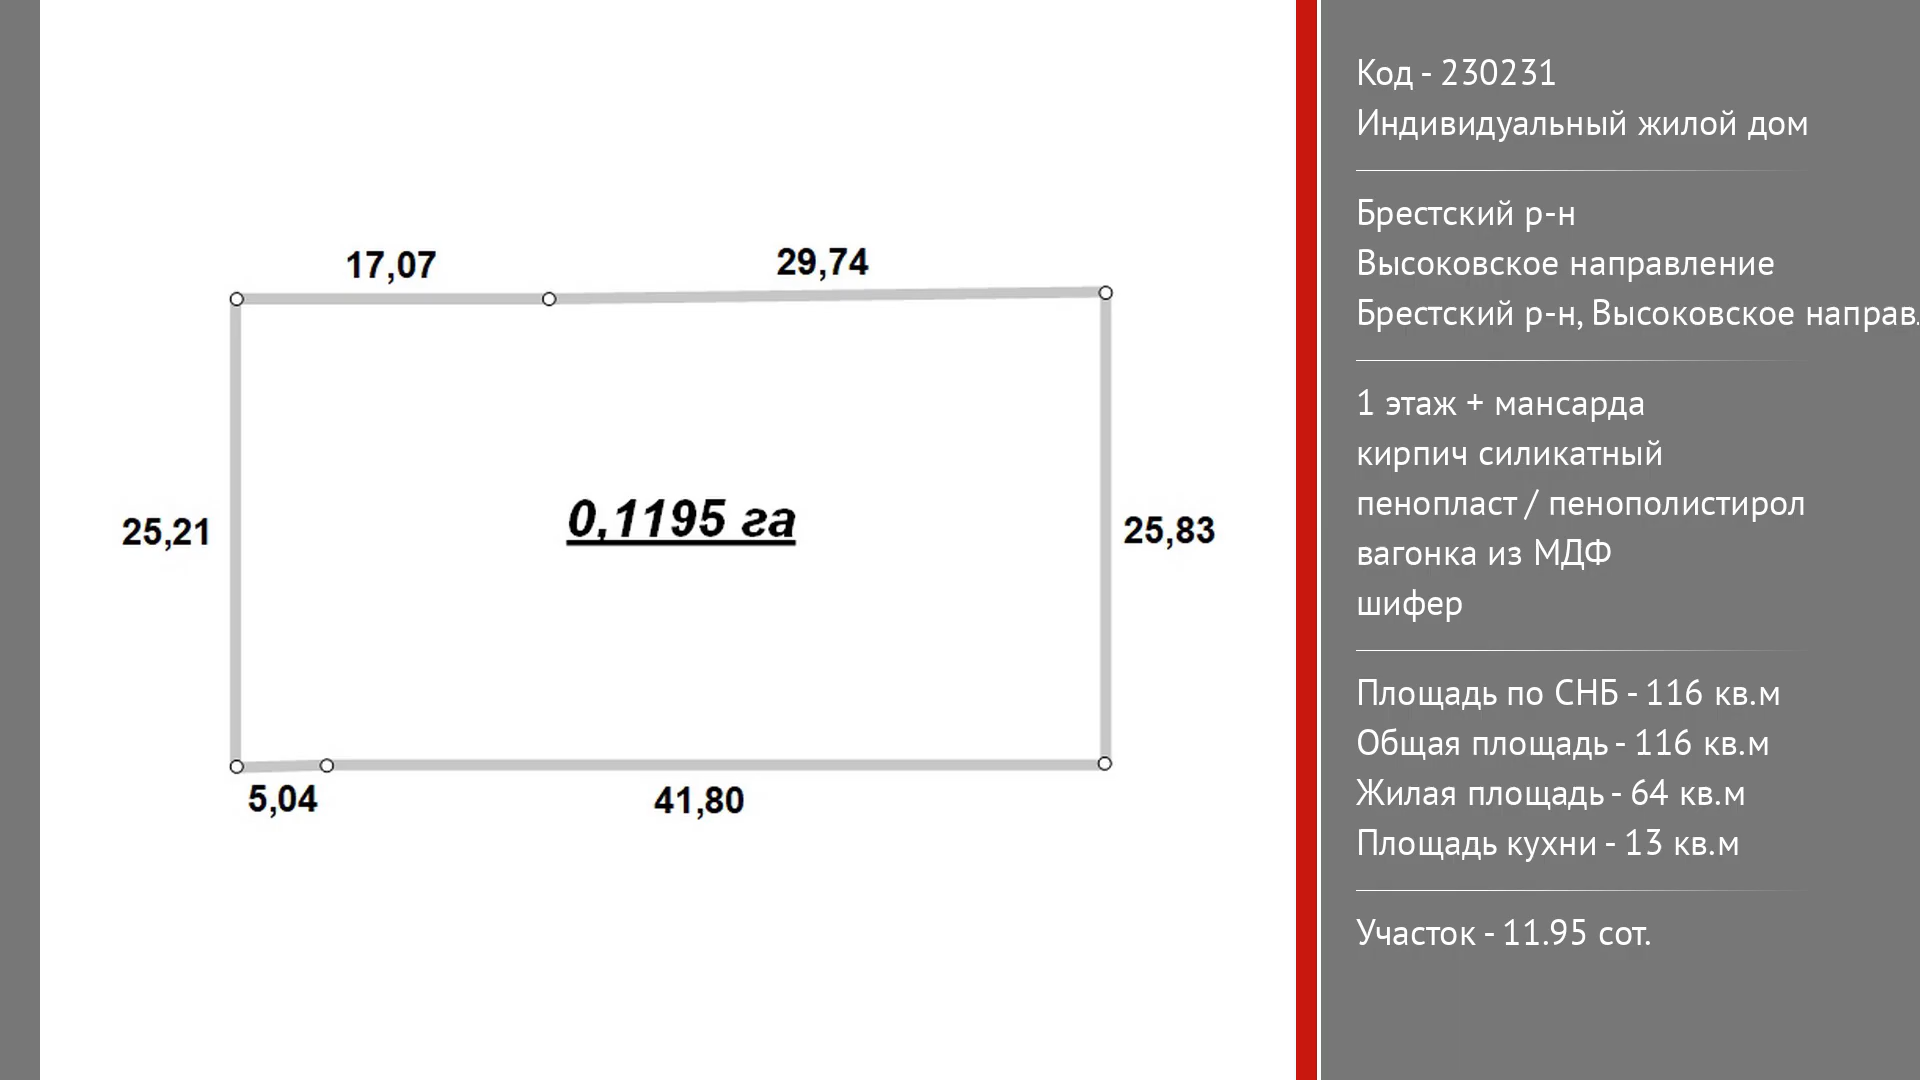 17,07
29,74
25,21
0,1195 га
25,83
5,04
41,80
Код - 230231
Индивидуальный жилой дом
Брестский р-н
Высоковское направление
Брестский р-н, Высоковское направ.
1 этаж + мансарда
кирпич силикатный
пенопласт / пенополистирол
вагонка из МДФ
шифер
Площадь по СНБ - 116 кв.м
Общая площадь - 116 кв.м
Жилая площадь - 64 кв.м
Площадь кухни - 13 кв.м
Участок - 11.95 сот.